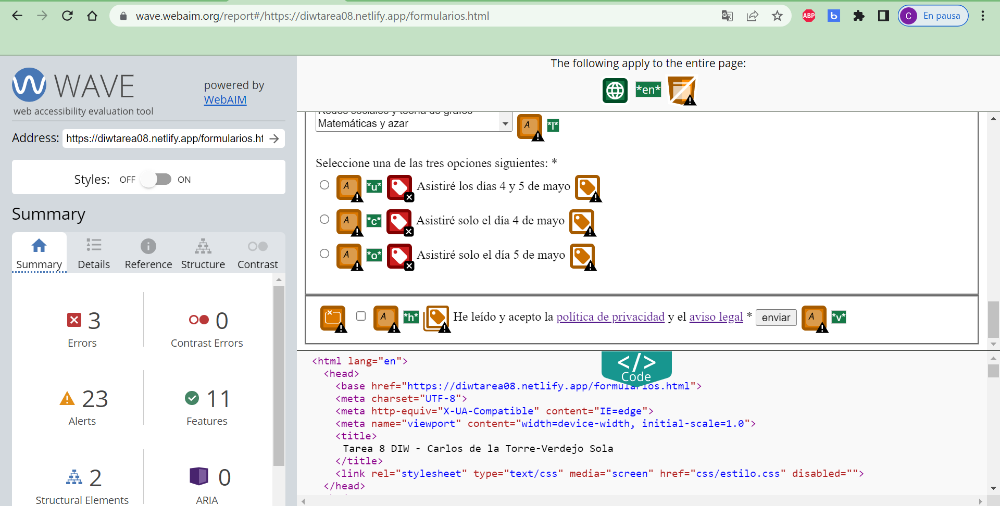 wave.webaim.org/report#/https://diwtarea08.netlify.app/formularios.html
ABP
b
C
En pausa
WAVE
powered by
WebAIM
web accessibility evaluation tool
Address: https://diwtarea08.netlify.app/formularios.ht
Styles: OFF ON
Summary
Summary Details Reference Structure Contrast
3
Errors
0
Contrast Errors
23
Alerts
11
Features
2
Structural Elements
0
ARIA
The following apply to the entire page:
*en*
Redes sociales y teoría de grafos
Matemáticas y azar
A *l*
Seleccione una de las tres opciones siguientes: *
A *u* Asistiré los días 4 y 5 de mayo
A *c* Asistiré solo el día 4 de mayo
A *o* Asistiré solo el día 5 de mayo
A *h* He leído y acepto la política de privacidad y el aviso legal * enviar A *v*
</>
Code
<html lang="en">
<head>
<base href="https://diwtarea08.netlify.app/formularios.html">
<meta charset="UTF-8">
<meta http-equiv="X-UA-Compatible" content="IE=edge">
<meta name="viewport" content="width=device-width, initial-scale=1.0">
<title>
Tarea 8 DIW - Carlos de la Torre-Verdejo Sola
</title>
<link rel="stylesheet" type="text/css" media="screen" href="css/estilo.css" disabled="">
</head>